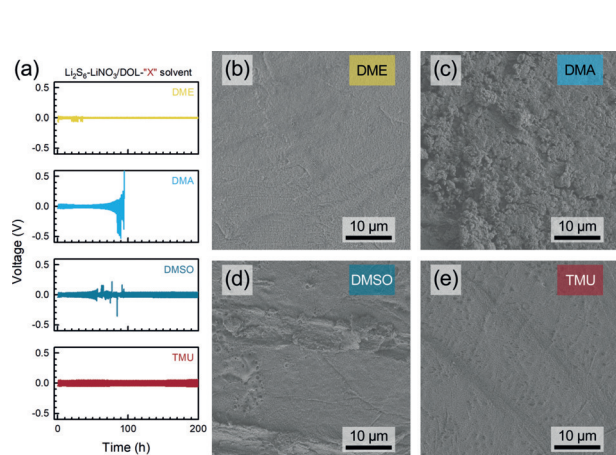 (a)
Li₂S₆-LiNO₃/DOL-"X" solvent
Voltage (V)
0.5
0.0
-0.5
DME
0.5
0.0
-0.5
DMA
0.5
0.0
-0.5
DMSO
0.5
0.0
-0.5
TMU
0 100 200
Time (h)
(b) DME
10 µm
(c) DMA
10 µm
(d) DMSO
10 µm
(e) TMU
10 µm